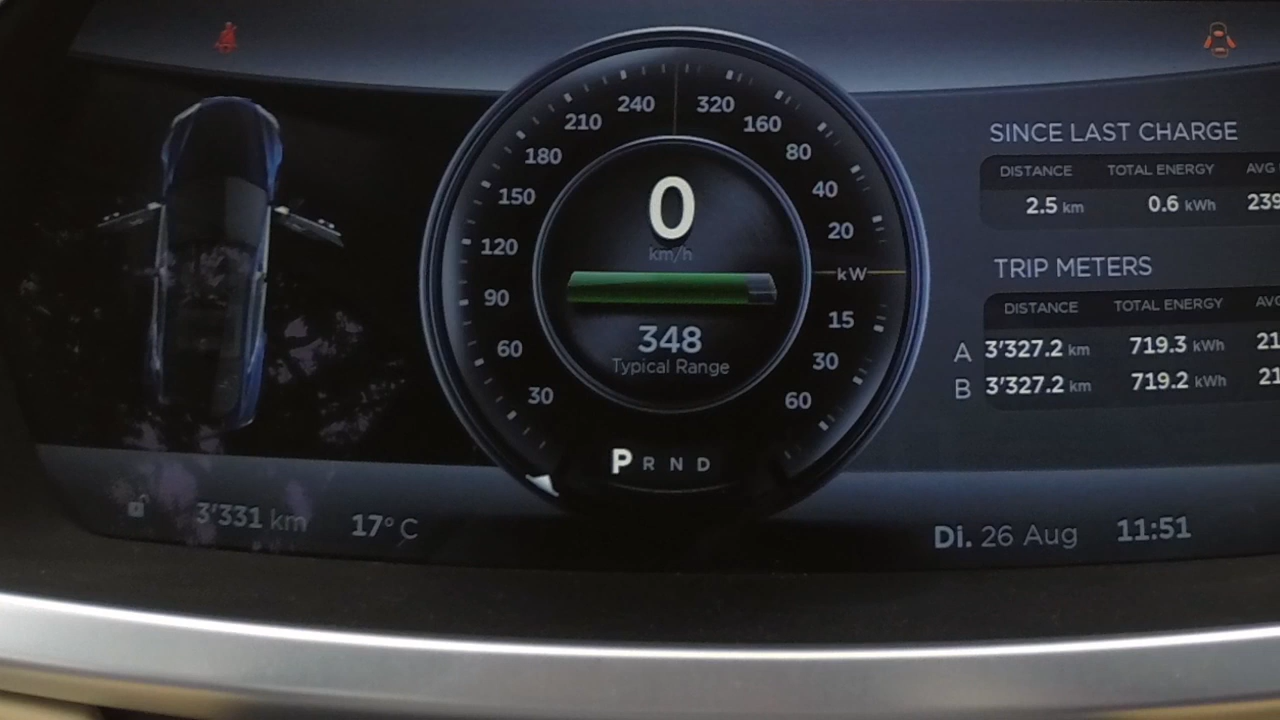 240 320
210 160
180 80
150 40
120 20
90 kW
60 15
30 30
60
0
km/h
348
Typical Range
P R N D
SINCE LAST CHARGE
DISTANCE TOTAL ENERGY AVG
2.5 km 0.6 kWh 239
TRIP METERS
DISTANCE TOTAL ENERGY AVG
A 3'327.2 km 719.3 kWh 21
B 3'327.2 km 719.2 kWh 21
3'331 km 17° C
Di. 26 Aug 11:51